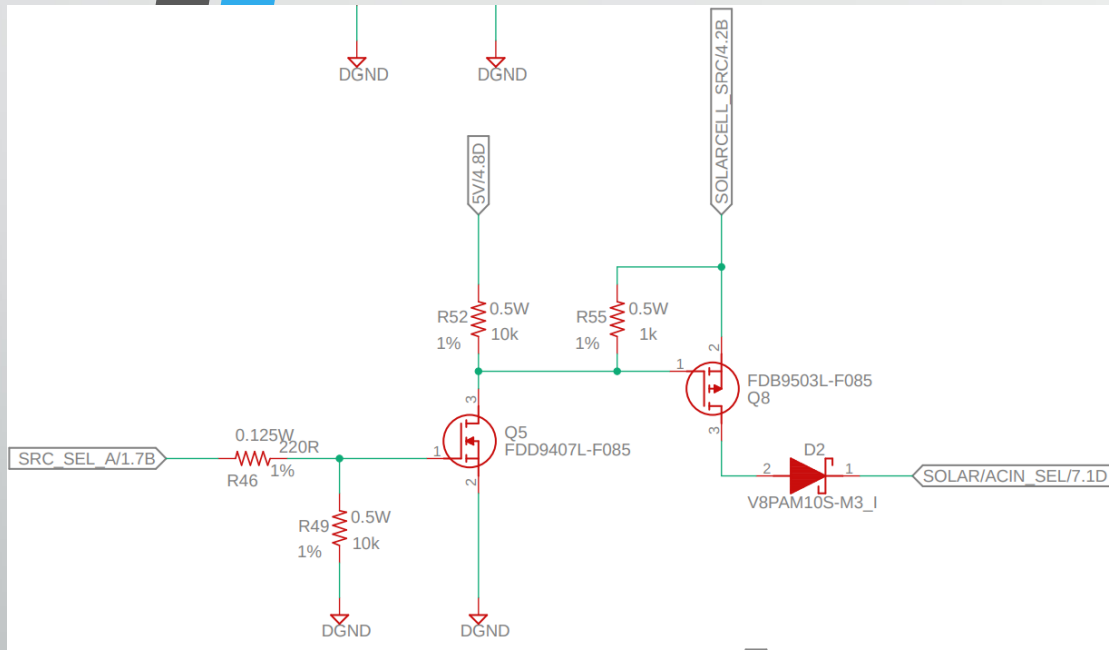 DGND
DGND
SOLARCELL_SRC/4.2B
5V/4.8D
R52
0.5W
10k
1%
R55
0.5W
1k
1%
1
2
3
FDB9503L-F085
Q8
3
1
2
Q5
FDD9407L-F085
SRC_SEL_A/1.7B
0.125W
220R
R46
1%
R49
0.5W
10k
1%
D2
2
1
V8PAM10S-M3_I
SOLAR/ACIN_SEL/7.1D
DGND
DGND